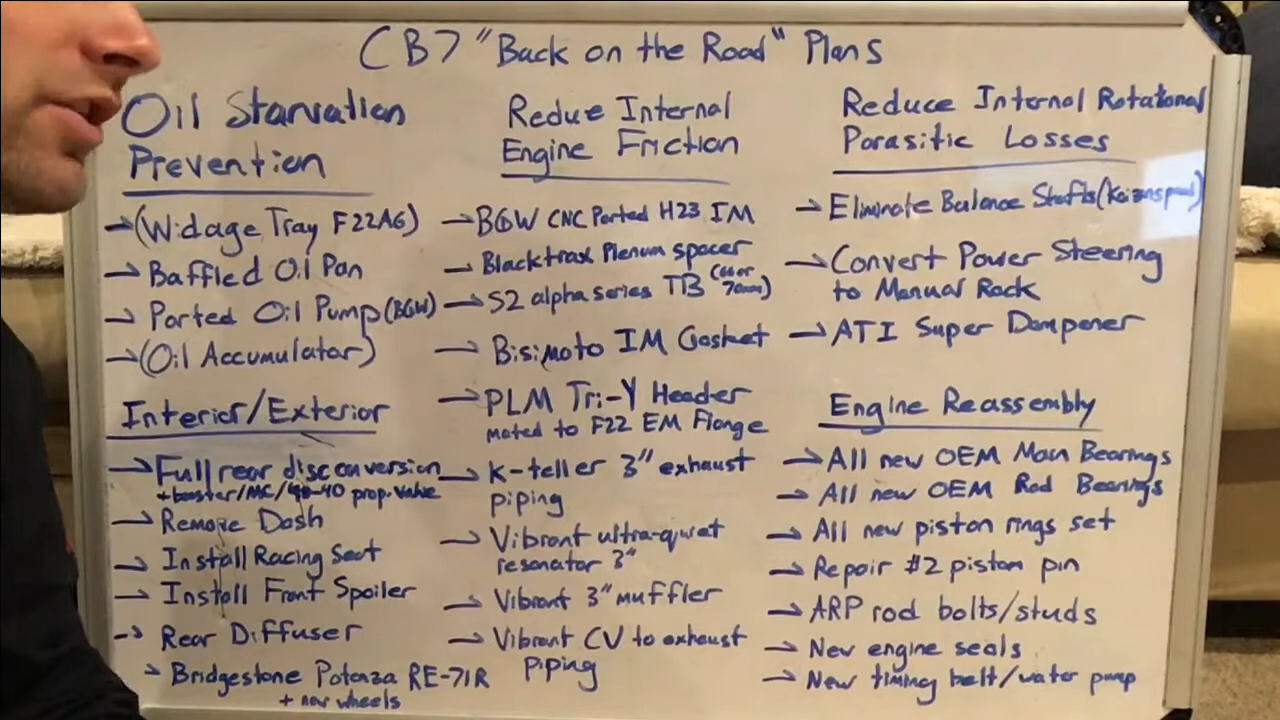 CB7 "Back on the Road" Plans
Oil Starvation
Prevention
→(Windage Tray F22A6)
→ Baffled Oil Pan
→ Ported Oil Pump (BGW)
→(Oil Accumulator)
Interior/Exterior
→ Full rear disc conversion
+ booster/MC/40-40 prop. valve
→ Remove Dash
→ Install Racing Seat
→ Install Front Spoiler
→ Rear Diffuser
→ Bridgestone Potenza RE-71R
+ new wheels
Redue Internal
Engine Friction
→ BGW CNC Ported H23 IM
→ Blacktrax Plenum spacer
→ S2 alpha series TB (over 70mm)
→ Bisimoto IM Gasket
→ PLM Tri-Y Header
mated to F22 EM Flange
→ K-teller 3" exhaust
piping
→ Vibrant ultra-quiet
resonator 3"
→ Vibrant 3" muffler
→ Vibrant CV to exhaust
piping
Reduce Internal Rotational
Parasitic Losses
→ Eliminate Balance Shafts (Kaizenspeed)
→ Convert Power Steering
to Manual Rack
→ ATI Super Dampener
Engine Reassembly
→ All new OEM Main Bearings
→ All new OEM Rod Bearings
→ All new piston rings set
→ Repair #2 piston pin
→ ARP rod bolts/studs
→ New engine seals
→ New timing belt/water pump